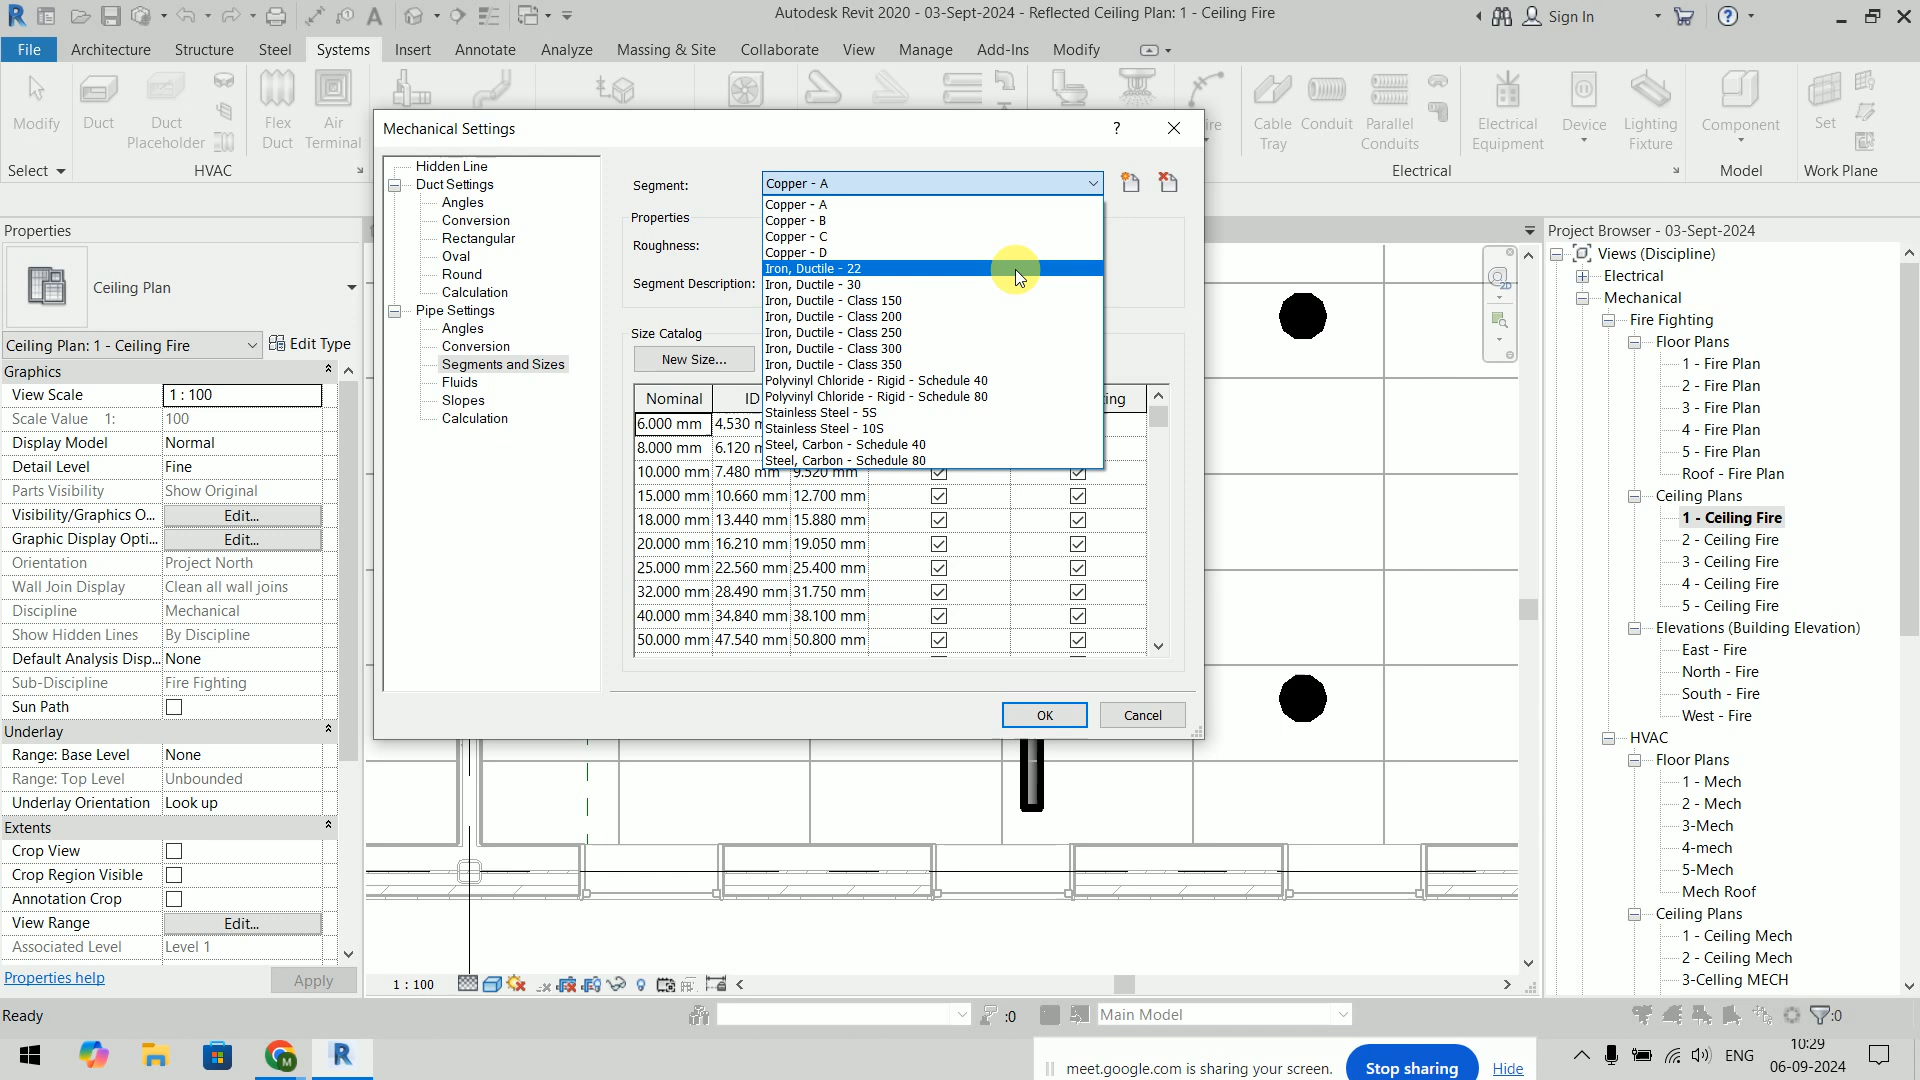 Autodesk Revit 2020 - 03-Sept-2024 - Reflected Ceiling Plan: 1 - Ceiling Fire
Sign In
File Architecture Structure Steel Systems Insert Annotate Analyze Massing & Site Collaborate View Manage Add-Ins Modify
Modify
Duct
Duct Placeholder
Flex Duct
Air Terminal
Cable Tray
Conduit
Parallel Conduits
Electrical Equipment
Device
Lighting Fixture
Component
Set
Select
HVAC
Electrical
Model
Work Plane
Properties
Ceiling Plan
Ceiling Plan: 1 - Ceiling Fire
Edit Type
Graphics
View Scale 1 : 100
Scale Value 1: 100
Display Model Normal
Detail Level Fine
Parts Visibility Show Original
Visibility/Graphics O... Edit...
Graphic Display Opti... Edit...
Orientation Project North
Wall Join Display Clean all wall joins
Discipline Mechanical
Show Hidden Lines By Discipline
Default Analysis Disp... None
Sub-Discipline Fire Fighting
Sun Path
Underlay
Range: Base Level None
Range: Top Level Unbounded
Underlay Orientation Look up
Extents
Crop View
Crop Region Visible
Annotation Crop
View Range Edit...
Associated Level Level 1
Properties help
Apply
Mechanical Settings
?
Hidden Line
Duct Settings
Angles
Conversion
Rectangular
Oval
Round
Calculation
Pipe Settings
Angles
Conversion
Segments and Sizes
Fluids
Slopes
Calculation
Segment: Copper - A
Properties
Roughness:
Segment Description:
Copper - A
Copper - B
Copper - C
Copper - D
Iron, Ductile - 22
Iron, Ductile - 30
Iron, Ductile - Class 150
Iron, Ductile - Class 200
Iron, Ductile - Class 250
Iron, Ductile - Class 300
Iron, Ductile - Class 350
Polyvinyl Chloride - Rigid - Schedule 40
Polyvinyl Chloride - Rigid - Schedule 80
Stainless Steel - 5S
Stainless Steel - 10S
Steel, Carbon - Schedule 40
Steel, Carbon - Schedule 80
Size Catalog
New Size...
Nominal ID ing
6.000 mm 4.530 m
8.000 mm 6.120 m
10.000 mm 7.480 mm 9.520 mm
15.000 mm 10.660 mm 12.700 mm
18.000 mm 13.440 mm 15.880 mm
20.000 mm 16.210 mm 19.050 mm
25.000 mm 22.560 mm 25.400 mm
32.000 mm 28.490 mm 31.750 mm
40.000 mm 34.840 mm 38.100 mm
50.000 mm 47.540 mm 50.800 mm
OK Cancel
Project Browser - 03-Sept-2024
Views (Discipline)
Electrical
Mechanical
Fire Fighting
Floor Plans
1 - Fire Plan
2 - Fire Plan
3 - Fire Plan
4 - Fire Plan
5 - Fire Plan
Roof - Fire Plan
Ceiling Plans
1 - Ceiling Fire
2 - Ceiling Fire
3 - Ceiling Fire
4 - Ceiling Fire
5 - Ceiling Fire
Elevations (Building Elevation)
East - Fire
North - Fire
South - Fire
West - Fire
HVAC
Floor Plans
1 - Mech
2 - Mech
3-Mech
4-mech
5-Mech
Mech Roof
Ceiling Plans
1 - Ceiling Mech
2 - Ceiling Mech
3-Celling MECH
1 : 100
Ready
:0
Main Model
:0
meet.google.com is sharing your screen.
Stop sharing
Hide
ENG
10:29
06-09-2024